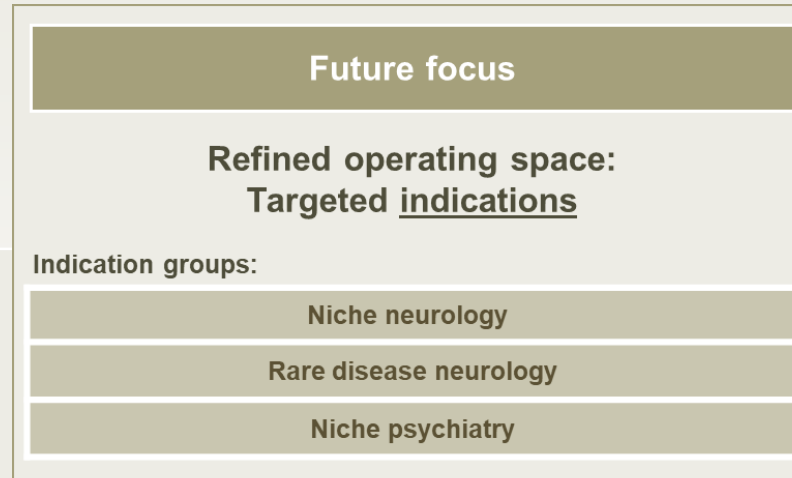 Future focus
Refined operating space:
Targeted indications
Indication groups:
Niche neurology
Rare disease neurology
Niche psychiatry